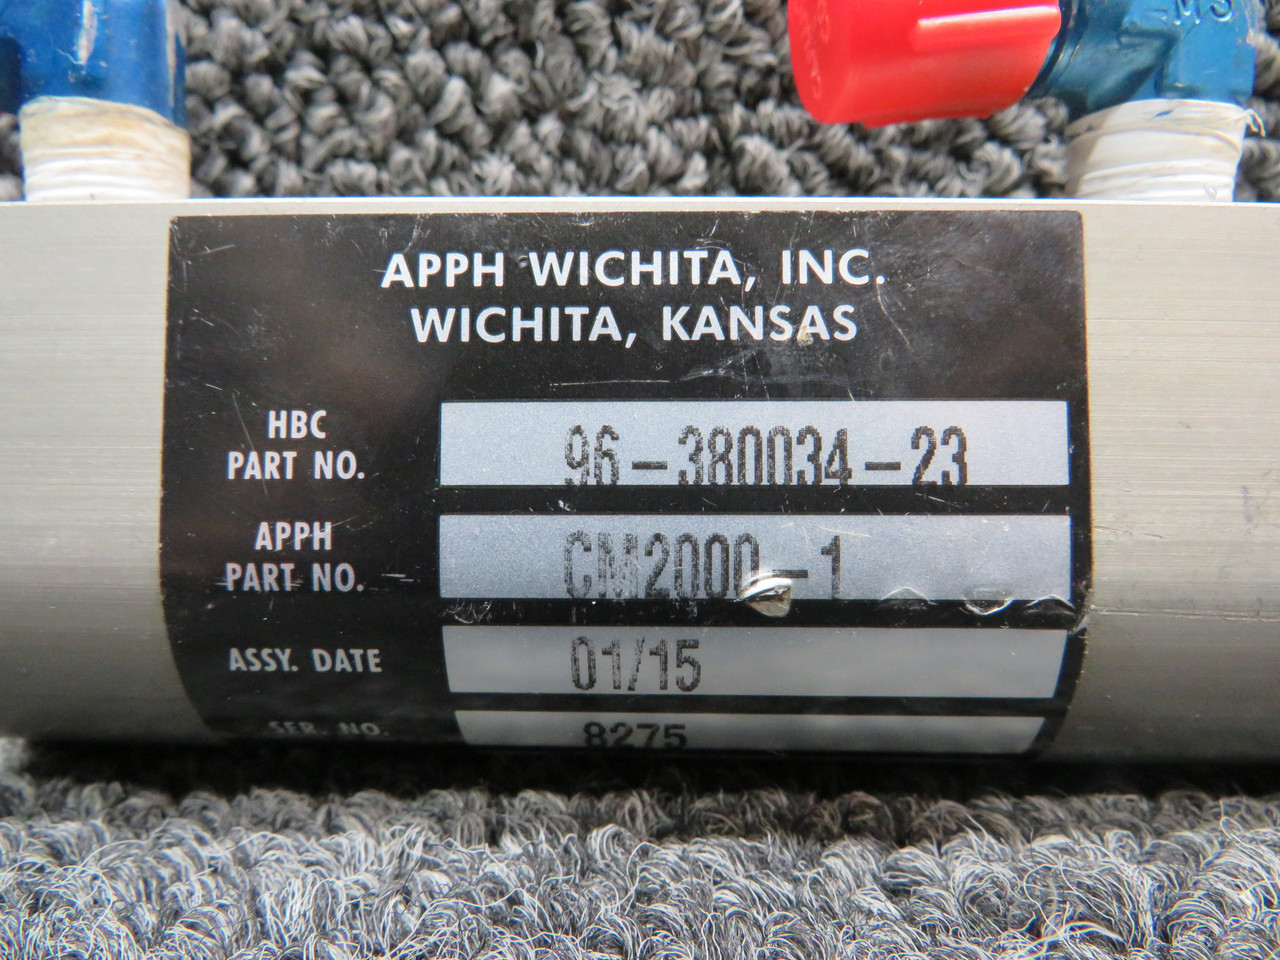 -MS
APPH WICHITA, INC.
WICHITA, KANSAS
HBC
PART NO.
96-380034-23
APPH
PART NO.
CM2000-1
ASSY. DATE
01/15
SER. NO.
8275